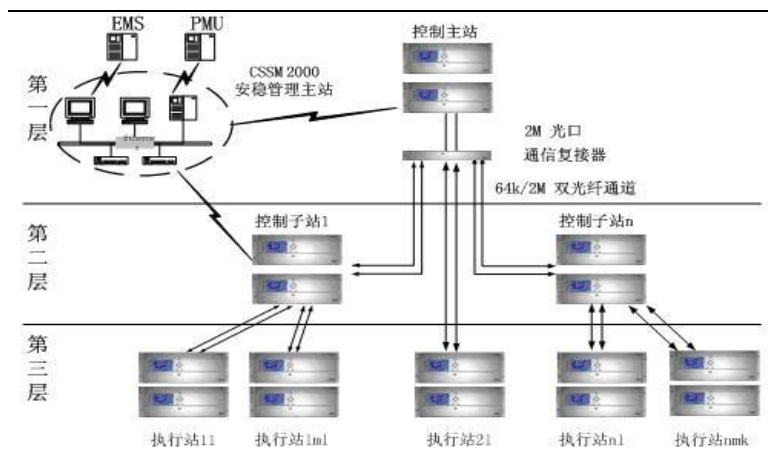 EMS PMU
控制主站
第一层
CSSM2000
安稳管理主站
2M 光口
通信复接器
64k/2M 双光纤通道
第二层
控制子站1
控制子站n
第三层
执行站11 执行站1m1 执行站21 执行站n1 执行站nmk